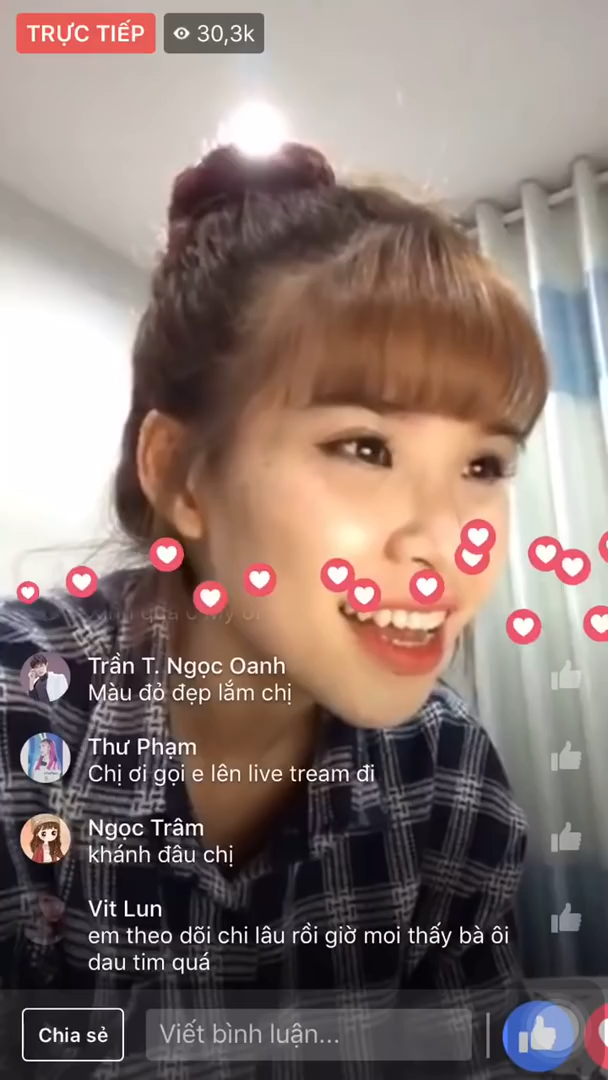 TRỰC TIẾP
30,3k
Trần T. Ngọc Oanh
Màu đỏ đẹp lắm chị
Thư Phạm
Chị ơi gọi e lên live tream đi
Ngọc Trâm
khánh đâu chị
Vit Lun
em theo dõi chi lâu rồi giờ moi thấy bà ôi
dau tim quá
Chia sẻ
Viết bình luận...